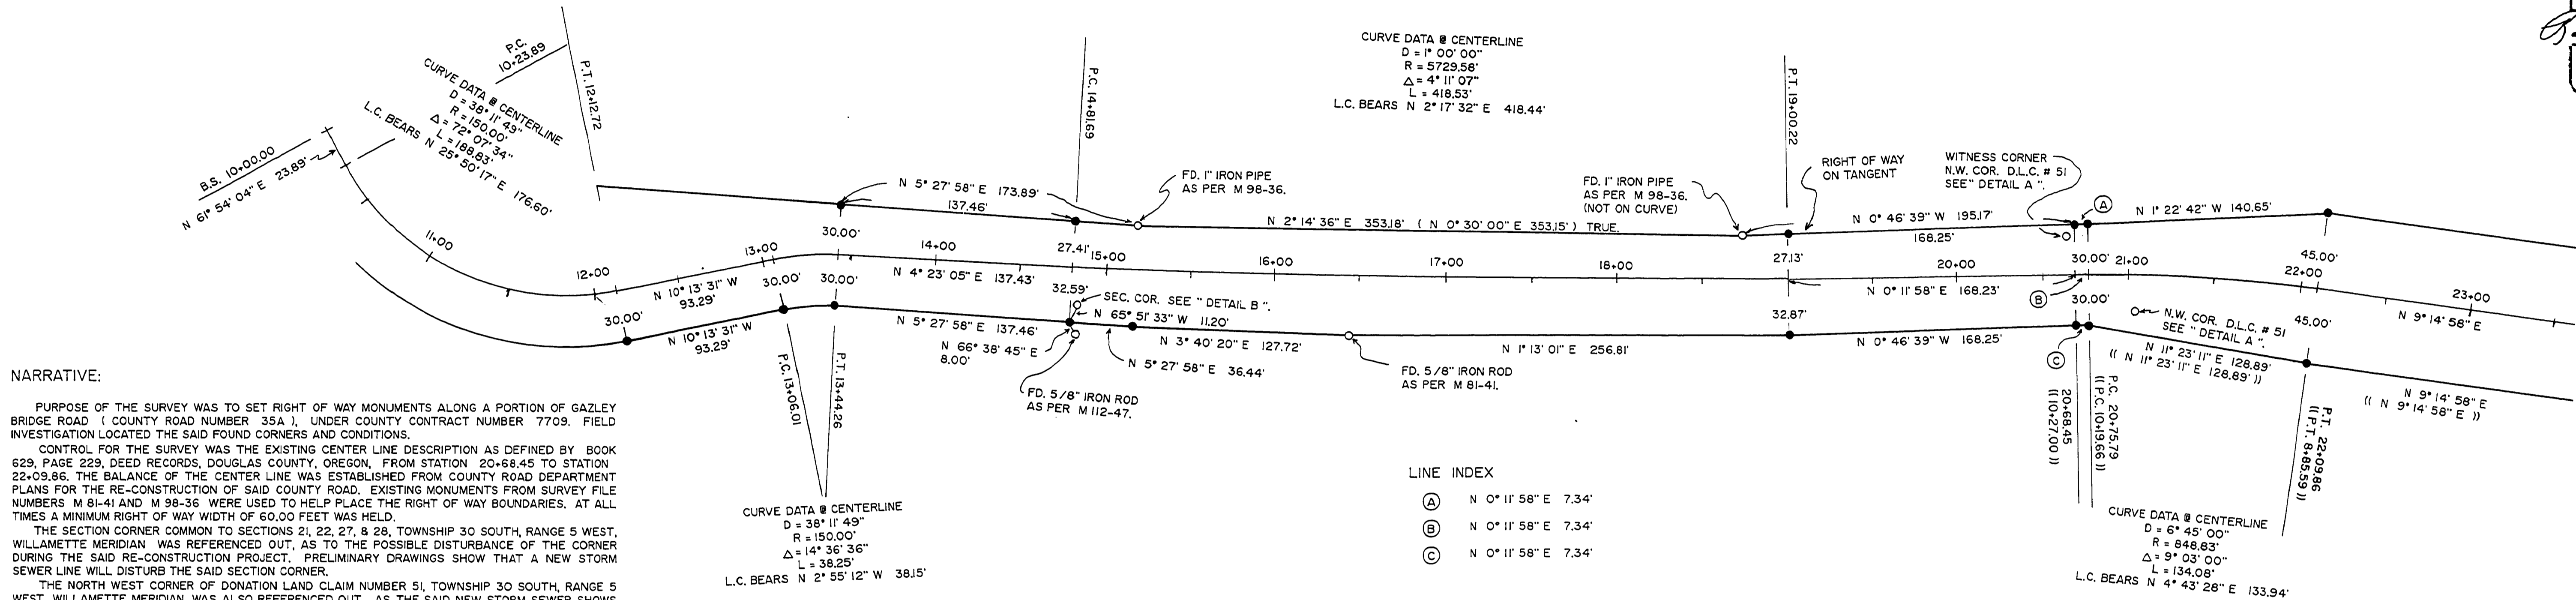 P.C.
10+23.89
P.T. 12+12.72
CURVE DATA @ CENTERLINE
D = 38° 11' 49"
R = 150.00'
Δ = 72° 07' 34"
L = 188.83'
L.C. BEARS N 25° 50' 17" E 176.60'
B.S. 10+00.00
N 61° 54' 04" E 23.89'
11+00
12+00
13+00
14+00
15+00
16+00
17+00
18+00
20+00
21+00
22+00
23+00
P.C. 14+81.69
CURVE DATA @ CENTERLINE
D = 1° 00' 00"
R = 5729.58'
Δ = 4° 11' 07"
L = 418.53'
L.C. BEARS N 2° 17' 32" E 418.44'
P.T. 19+00.22
N 5° 27' 58" E 173.89'
137.46'
FD. 1" IRON PIPE
AS PER M 98-36.
N 2° 14' 36" E 353.18' ( N 0° 30' 00" E 353.15' ) TRUE.
FD. 1" IRON PIPE
AS PER M 98-36.
(NOT ON CURVE)
RIGHT OF WAY
ON TANGENT
WITNESS CORNER
N.W. COR. D.L.C. # 51
SEE " DETAIL A ".
N 0° 46' 39" W 195.17'
168.25'
A
N 1° 22' 42" W 140.65'
30.00'
27.41'
27.13'
30.00'
45.00'
N 10° 13' 31" W
93.29'
30.00'
30.00'
30.00'
N 4° 23' 05" E 137.43'
32.59'
SEC. COR. SEE " DETAIL B ".
N 65° 51' 33" W 11.20'
N 0° 11' 58" E 168.23'
B
30.00'
N.W. COR. D.L.C. # 51
SEE " DETAIL A ".
45.00'
N 9° 14' 58" E
N 10° 13' 31" W
93.29'
N 5° 27' 58" E 137.46'
N 66° 38' 45" E
8.00'
N 3° 40' 20" E 127.72'
N 5° 27' 58" E 36.44'
N 1° 13' 01" E 256.81'
32.87'
N 0° 46' 39" W 168.25'
C
N 11° 23' 11" E 128.89'
(( N 11° 23' 11" E 128.89' ))
N 9° 14' 58" E
(( N 9° 14' 58" E ))
FD. 5/8" IRON ROD
AS PER M 112-47.
FD. 5/8" IRON ROD
AS PER M 81-41.
P.C. 13+06.01
P.T. 13+44.26
20+68.45
(( 10+27.00 ))
P.C. 20+75.79
(( P.C. 10+19.66 ))
P.T. 22+09.86
(( P.T. 8+85.59 ))
CURVE DATA @ CENTERLINE
D = 38° 11' 49"
R = 150.00'
Δ = 14° 36' 36"
L = 38.25'
L.C. BEARS N 2° 55' 12" W 38.15'
LINE INDEX
A N 0° 11' 58" E 7.34'
B N 0° 11' 58" E 7.34'
C N 0° 11' 58" E 7.34'
CURVE DATA @ CENTERLINE
D = 6° 45' 00"
R = 848.83'
Δ = 9° 03' 00"
L = 134.08'
L.C. BEARS N 4° 43' 28" E 133.94'
NARRATIVE:
PURPOSE OF THE SURVEY WAS TO SET RIGHT OF WAY MONUMENTS ALONG A PORTION OF GAZLEY
BRIDGE ROAD ( COUNTY ROAD NUMBER 35A ), UNDER COUNTY CONTRACT NUMBER 7709. FIELD
INVESTIGATION LOCATED THE SAID FOUND CORNERS AND CONDITIONS.
CONTROL FOR THE SURVEY WAS THE EXISTING CENTER LINE DESCRIPTION AS DEFINED BY BOOK
629, PAGE 229, DEED RECORDS, DOUGLAS COUNTY, OREGON, FROM STATION 20+68.45 TO STATION
22+09.86. THE BALANCE OF THE CENTER LINE WAS ESTABLISHED FROM COUNTY ROAD DEPARTMENT
PLANS FOR THE RE-CONSTRUCTION OF SAID COUNTY ROAD. EXISTING MONUMENTS FROM SURVEY FILE
NUMBERS M 81-41 AND M 98-36 WERE USED TO HELP PLACE THE RIGHT OF WAY BOUNDARIES. AT ALL
TIMES A MINIMUM RIGHT OF WAY WIDTH OF 60.00 FEET WAS HELD.
THE SECTION CORNER COMMON TO SECTIONS 21, 22, 27, & 28, TOWNSHIP 30 SOUTH, RANGE 5 WEST,
WILLAMETTE MERIDIAN WAS REFERENCED OUT, AS TO THE POSSIBLE DISTURBANCE OF THE CORNER
DURING THE SAID RE-CONSTRUCTION PROJECT. PRELIMINARY DRAWINGS SHOW THAT A NEW STORM
SEWER LINE WILL DISTURB THE SAID SECTION CORNER.
THE NORTH WEST CORNER OF DONATION LAND CLAIM NUMBER 51, TOWNSHIP 30 SOUTH, RANGE 5
WEST, WILLAMETTE MERIDIAN WAS ALSO REFERENCED OUT, AS THE SAID NEW STORM SEWER SHOWS